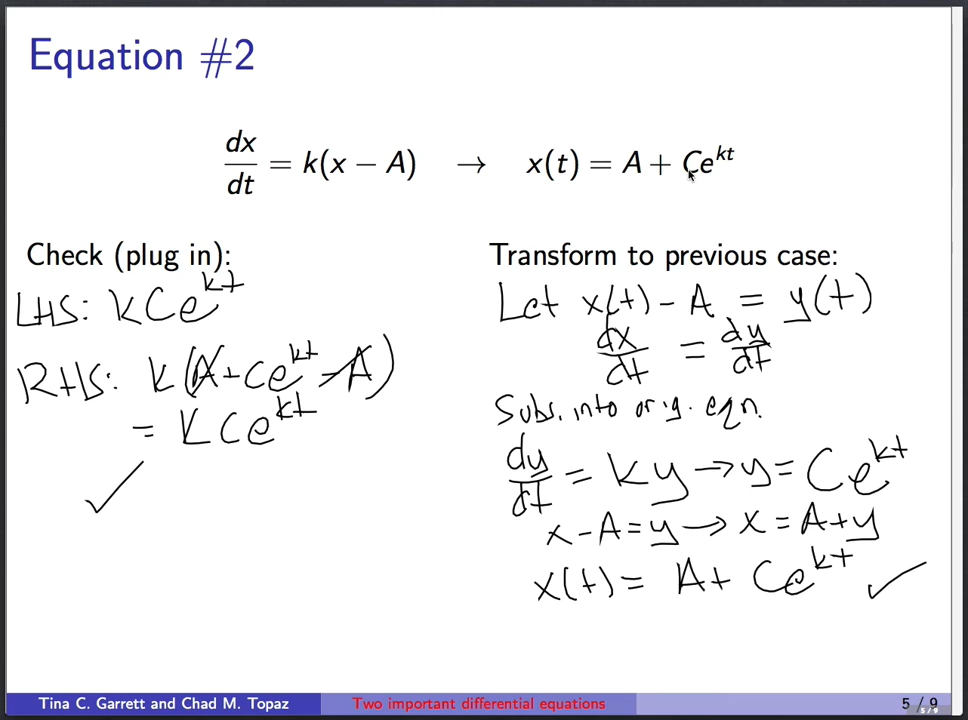 Equation #2
dx/dt = k(x − A) → x(t) = A + Ce^{kt}
Check (plug in):
LHS: kCe^{kt}
RHS: k(A+Ce^{kt}-A)
= kCe^{kt}
✓
Transform to previous case:
Let x(t) - A = y(t)
dx/dt = dy/dt
Subs. into orig. eqn.
dy/dt = ky → y = Ce^{kt}
x-A=y → x = A+y
x(t) = A+ Ce^{kt} ✓
Tina C. Garrett and Chad M. Topaz
Two important differential equations
5 / 9
5 / 9